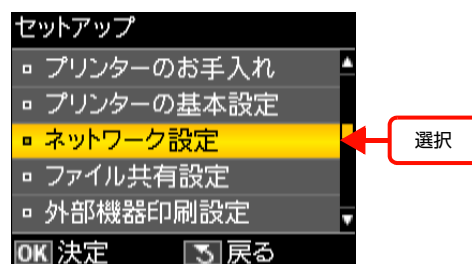 セットアップ
プリンターのお手入れ
プリンターの基本設定
ネットワーク設定
選択
ファイル共有設定
外部機器印刷設定
OK 決定 戻る